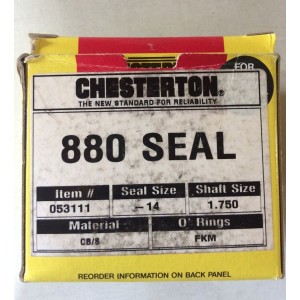 FOR
CHESTERTON®
THE NEW STANDARD FOR RELIABILITY
880 SEAL
Item # Seal Size Shaft Size
053111 -14 1.750
Material O' Rings
CB/S FKM
REORDER INFORMATION ON BACK PANEL